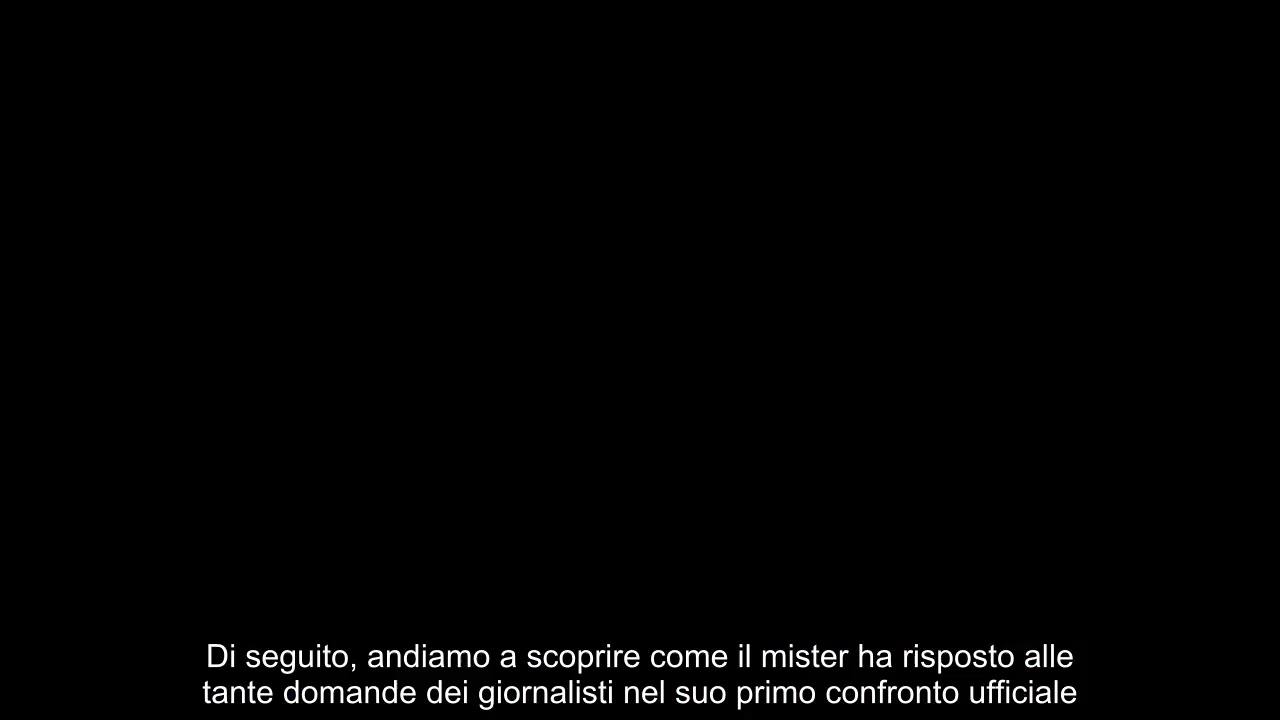 Di seguito, andiamo a scoprire come il mister ha risposto alle
tante domande dei giornalisti nel suo primo confronto ufficiale